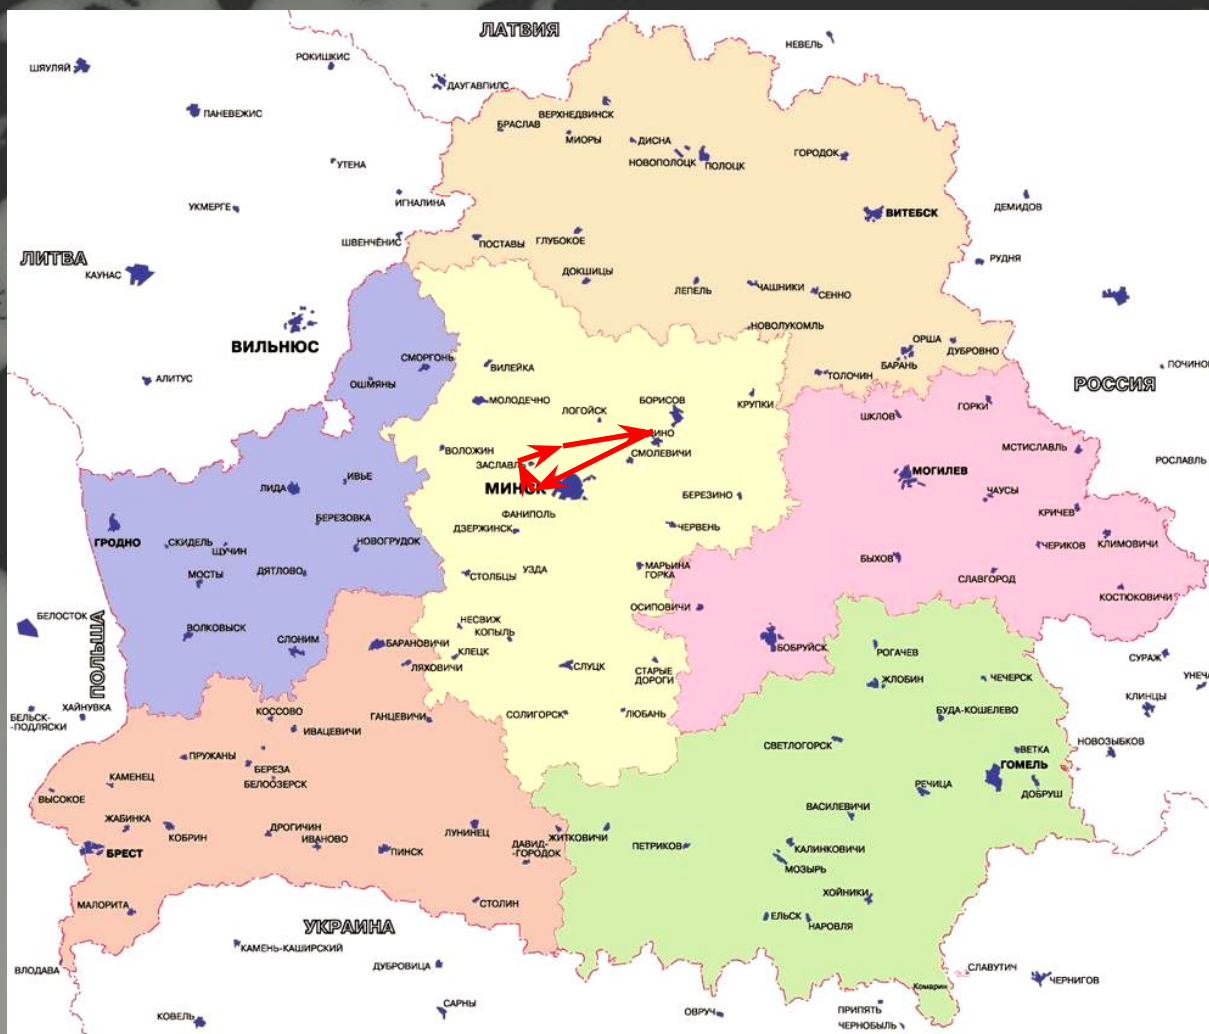 ЛАТВИЯ
НЕВЕЛЬ
РОКИШКИС
ШЯУЛЯЙ
ДАУГАВПИЛС
ПАНЕВЕЖИС
ВЕРХНЕДВИНСК
БРАСЛАВ
МИОРЫ
ДИСНА
НОВОПОЛОЦК
ПОЛОЦК
ГОРОДОК
УТЕНА
ИГНАЛИНА
УКМЕРГЕ
ВИТЕБСК
ДЕМИДОВ
ШВЕНЧЁНИС
ПОСТАВЫ
ГЛУБОКОЕ
ЛИТВА
КАУНАС
РУДНЯ
ДОКШИЦЫ
ЛЕПЕЛЬ
ЧАШНИКИ
СЕННО
НОВОЛУКОМЛЬ
ВИЛЬНЮС
ОРША
ДУБРОВНО
БАРАНЬ
СМОРГОНЬ
ВИЛЕЙКА
ТОЛОЧИН
ПОЧИНОК
АЛИТУС
ОШМЯНЫ
РОССИЯ
МОЛОДЕЧНО
ЛОГОЙСК
БОРИСОВ
КРУПКИ
ШКЛОВ
ГОРКИ
ИНО
ВОЛОЖИН
СМОЛЕВИЧИ
МСТИСЛАВЛЬ
ЗАСЛАВЛ
РОСЛАВЛЬ
ИВЬЕ
ЛИДА
МИНСК
МОГИЛЕВ
БЕРЕЗИНО
ЧАУСЫ
БЕРЕЗОВКА
ФАНИПОЛЬ
КРИЧЕВ
ДЗЕРЖИНСК
ЧЕРВЕНЬ
ГРОДНО
СКИДЕЛЬ
ЩУЧИН
НОВОГРУДОК
ЧЕРИКОВ
КЛИМОВИЧИ
БЫХОВ
МОСТЫ
ДЯТЛОВО
СТОЛБЦЫ
УЗДА
МАРЬИНА
ГОРКА
СЛАВГОРОД
КОСТЮКОВИЧИ
БЕЛОСТОК
ОСИПОВИЧИ
ПОЛЬША
НЕСВИЖ
КОПЫЛЬ
ВОЛКОВЫСК
СЛОНИМ
БАРАНОВИЧИ
БОБРУЙСК
РОГАЧЕВ
КЛЕЦК
ЛЯХОВИЧИ
СЛУЦК
СТАРЫЕ
ДОРОГИ
СУРАЖ
ЖЛОБИН
ЧЕЧЕРСК
УНЕЧА
КЛИНЦЫ
ХАЙНУВКА
БЕЛЬСК-
-ПОДЛЯСКИ
КОССОВО
ГАНЦЕВИЧИ
СОЛИГОРСК
ЛЮБАНЬ
БУДА-КОШЕЛЕВО
ИВАЦЕВИЧИ
НОВОЗЫБКОВ
СВЕТЛОГОРСК
ВЕТКА
ПРУЖАНЫ
БЕРЕЗА
ГОМЕЛЬ
КАМЕНЕЦ
БЕЛООЗЕРСК
РЕЧИЦА
ДОБРУШ
ВЫСОКОЕ
ВАСИЛЕВИЧИ
ЖАБИНКА
КОБРИН
ДРОГИЧИН
ИВАНОВО
ЛУНИНЕЦ
ДАВИД-
-ГОРОДОК
ЖИТКОВИЧИ
БРЕСТ
ПИНСК
ПЕТРИКОВ
КАЛИНКОВИЧИ
МОЗЫРЬ
МАЛОРИТА
СТОЛИН
ХОЙНИКИ
ЕЛЬСК
НАРОВЛЯ
УКРАИНА
КАМЕНЬ-КАШИРСКИЙ
ВЛОДАВА
ДУБРОВИЦА
СЛАВУТИЧ
ЧЕРНИГОВ
Комарин
КОВЕЛЬ
САРНЫ
ОВРУЧ
ПРИПЯТЬ
ЧЕРНОБЫЛЬ